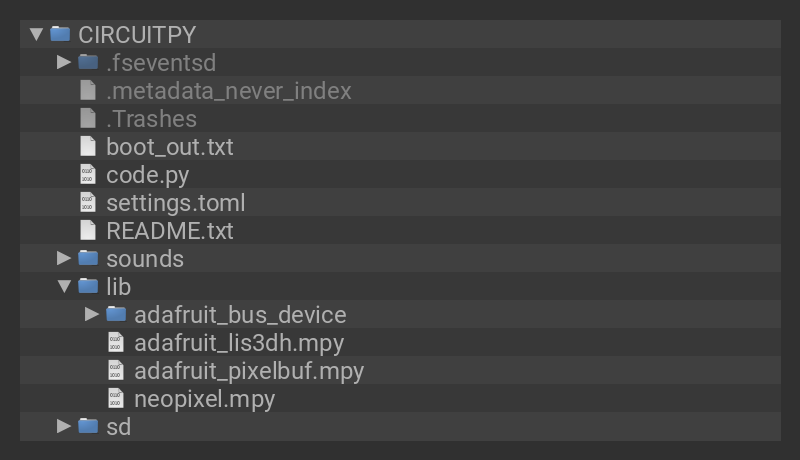 CIRCUITPY
.fseventsd
.metadata_never_index
.Trashes
boot_out.txt
code.py
settings.toml
README.txt
sounds
lib
adafruit_bus_device
adafruit_lis3dh.mpy
adafruit_pixelbuf.mpy
neopixel.mpy
sd